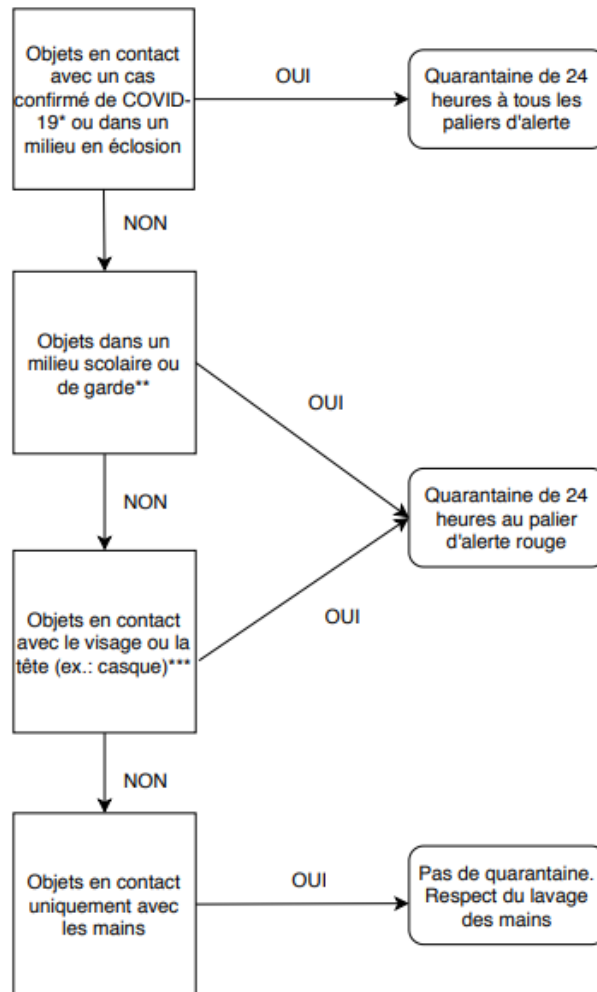 Objets en contact
avec un cas
confirmé de COVID-
19* ou dans un
milieu en éclosion
OUI
Quarantaine de 24
heures à tous les
paliers d'alerte
NON
Objets dans un
milieu scolaire ou
de garde**
OUI
NON
Quarantaine de 24
heures au palier
d'alerte rouge
Objets en contact
avec le visage ou la
tête (ex.: casque)***
OUI
NON
Objets en contact
uniquement avec
les mains
OUI
Pas de quarantaine.
Respect du lavage
des mains